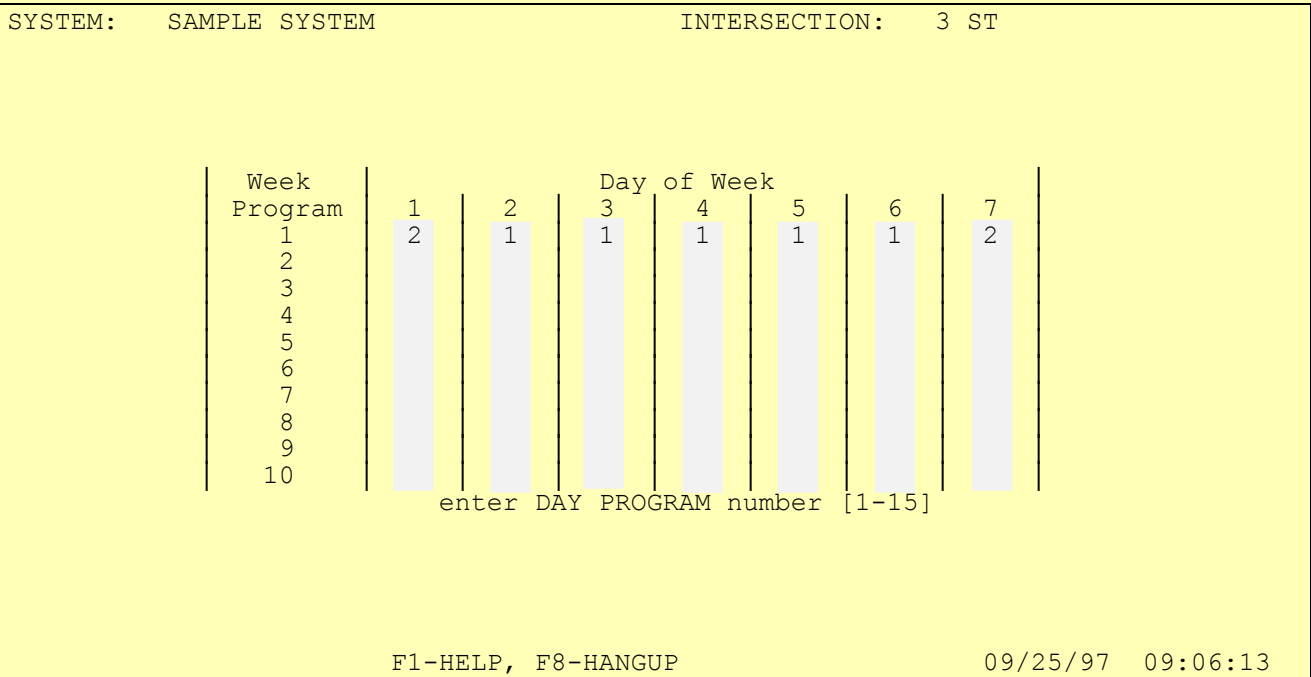 SYSTEM: SAMPLE SYSTEM INTERSECTION: 3 ST
Week Day of Week
Program 1 2 3 4 5 6 7
1 2 1 1 1 1 1 2
2
3
4
5
6
7
8
9
10
enter DAY PROGRAM number [1-15]
F1-HELP, F8-HANGUP 09/25/97 09:06:13